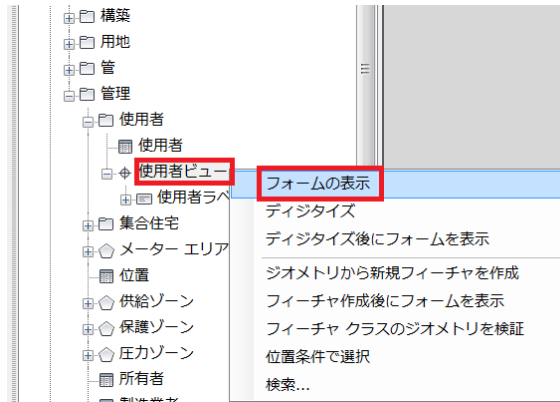 構築
用地
管
管理
使用者
使用者
使用者ビュー
使用者ラベ
集合住宅
メーター エリア
位置
供給ゾーン
保護ゾーン
圧力ゾーン
所有者
フォームの表示
ディジタイズ
ディジタイズ後にフォームを表示
ジオメトリから新規フィーチャを作成
フィーチャ作成後にフォームを表示
フィーチャ クラスのジオメトリを検証
位置条件で選択
検索...